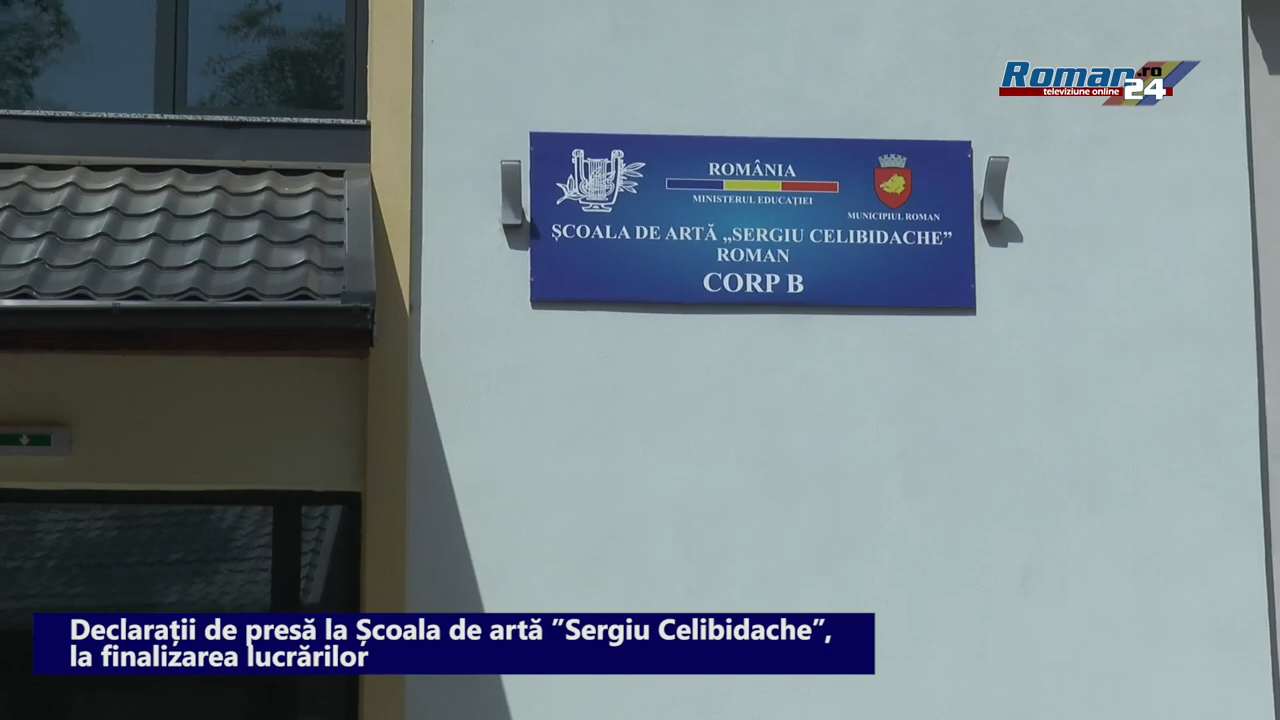 Roman.ro
televiziune online 24
ROMÂNIA
MINISTERUL EDUCAȚIEI
MUNICIPIUL ROMAN
ȘCOALA DE ARTĂ „SERGIU CELIBIDACHE”
ROMAN
CORP B
Declarații de presă la Școala de artă ”Sergiu Celibidache”,
la finalizarea lucrărilor